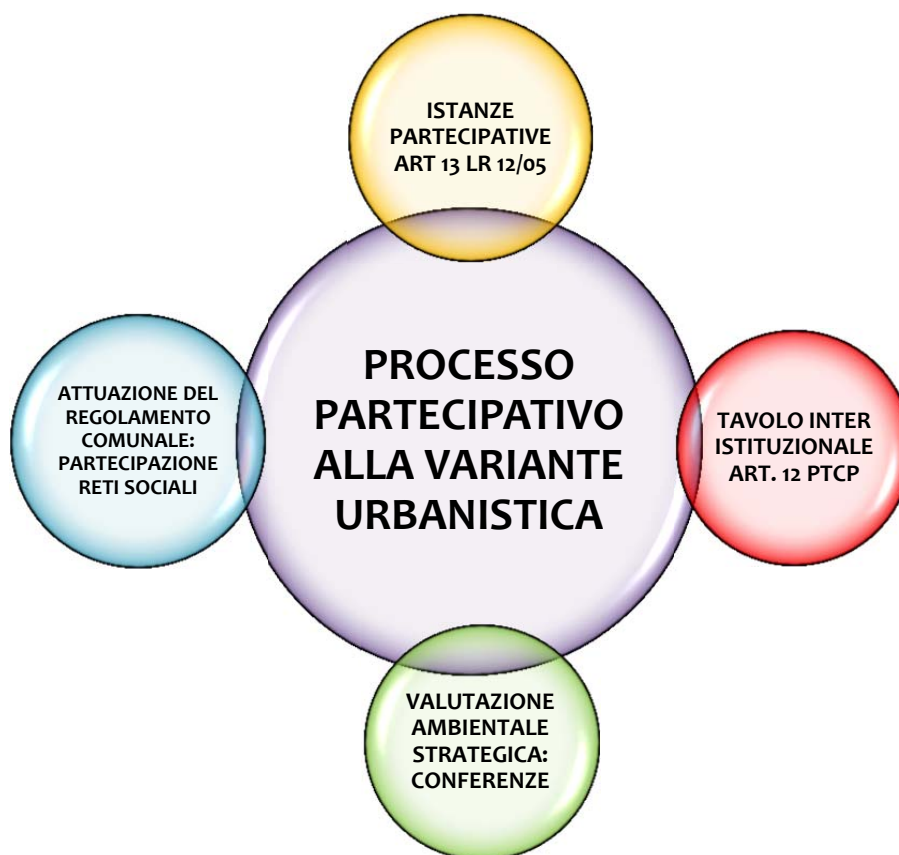 ISTANZE
PARTECIPATIVE
ART 13 LR 12/05
PROCESSO
PARTECIPATIVO
ALLA VARIANTE
URBANISTICA
ATTUAZIONE DEL
REGOLAMENTO
COMUNALE:
PARTECIPAZIONE
RETI SOCIALI
TAVOLO INTER
ISTITUZIONALE
ART. 12 PTCP
VALUTAZIONE
AMBIENTALE
STRATEGICA:
CONFERENZE